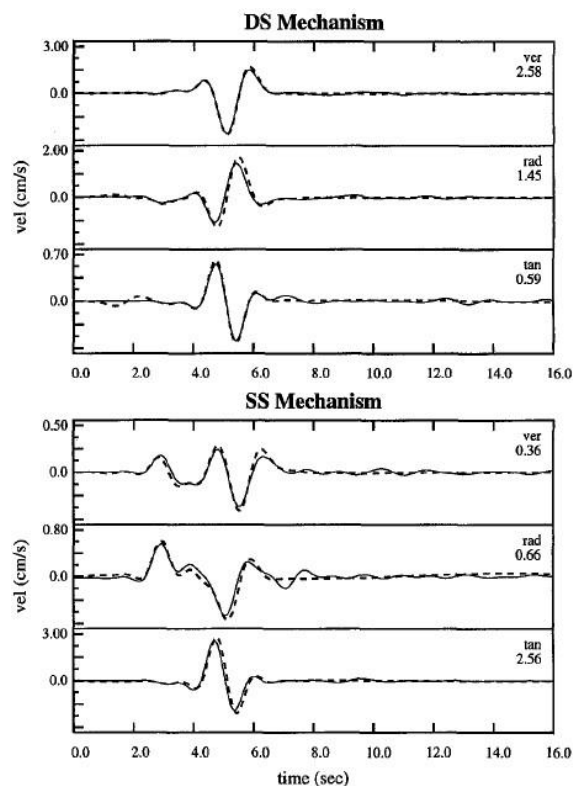 DS Mechanism
3.00
ver
2.58
0.0
2.00
rad
1.45
0.0
vel (cm/s)
0.70
tan
0.59
0.0
0.0 2.0 4.0 6.0 8.0 10.0 12.0 14.0 16.0
SS Mechanism
0.50
ver
0.36
0.0
0.80
rad
0.66
0.0
vel (cm/s)
3.00
tan
2.56
0.0
0.0 2.0 4.0 6.0 8.0 10.0 12.0 14.0 16.0
time (sec)